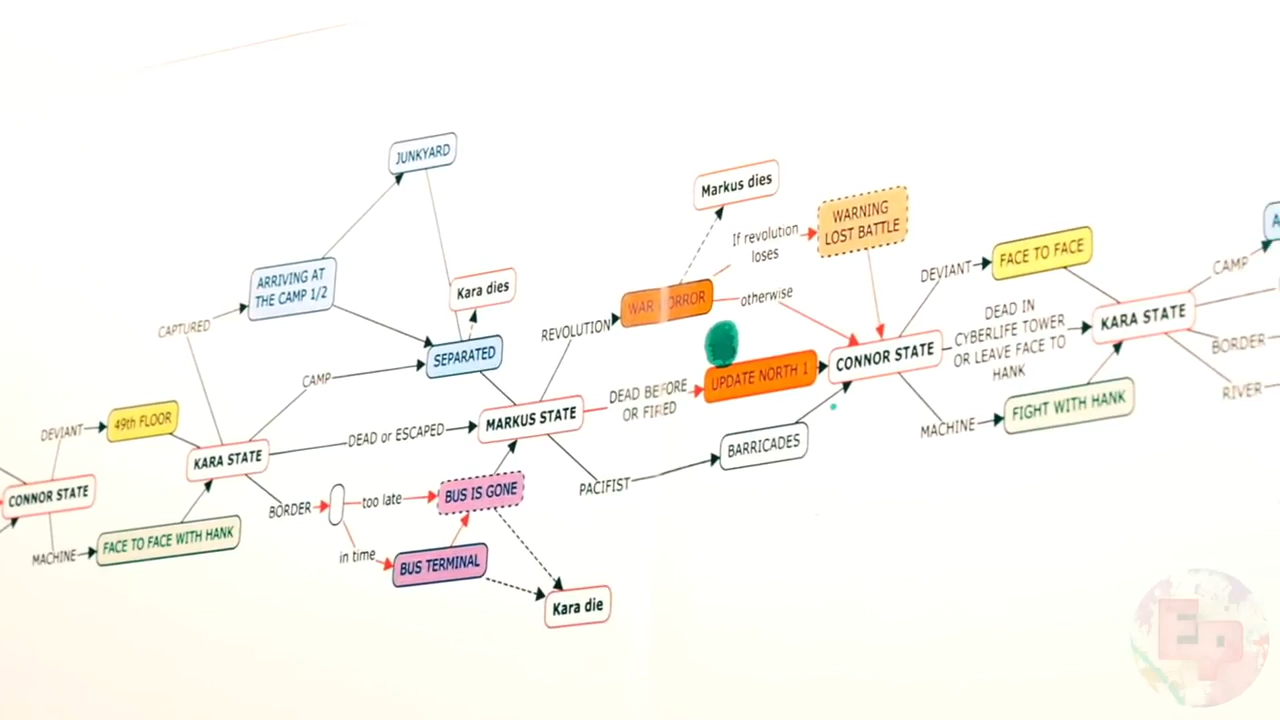 JUNKYARD
Markus dies
WARNING
LOST BATTLE
If revolution
loses
ARRIVING AT
THE CAMP 1/2
Kara dies
DEVIANT
FACE TO FACE
CAMP
CAPTURED
REVOLUTION
otherwise
DEAD IN
CYBERLIFE TOWER
OR LEAVE FACE TO
HANK
KARA STATE
SEPARATED
CAMP
CONNOR STATE
UPDATE NORTH 1
BORDER
DEAD BEFORE
OR FIRED
RIVER
DEVIANT
49th FLOOR
MARKUS STATE
FIGHT WITH HANK
MACHINE
DEAD or ESCAPED
BARRICADES
KARA STATE
CONNOR STATE
BORDER
too late
BUS IS GONE
PACIFIST
MACHINE
FACE TO FACE WITH HANK
in time
BUS TERMINAL
Kara die
EP